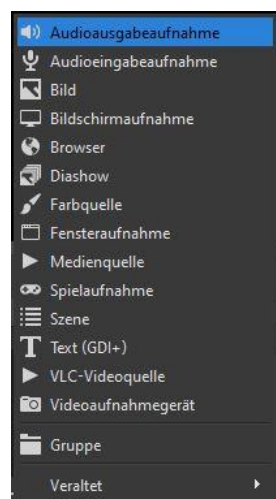 Audioausgabeaufnahme
Audioeingabeaufnahme
Bild
Bildschirmaufnahme
Browser
Diashow
Farbquelle
Fensteraufnahme
Medienquelle
Spielaufnahme
Szene
Text (GDI+)
VLC-Videoquelle
Videoaufnahmegerät
Gruppe
Veraltet